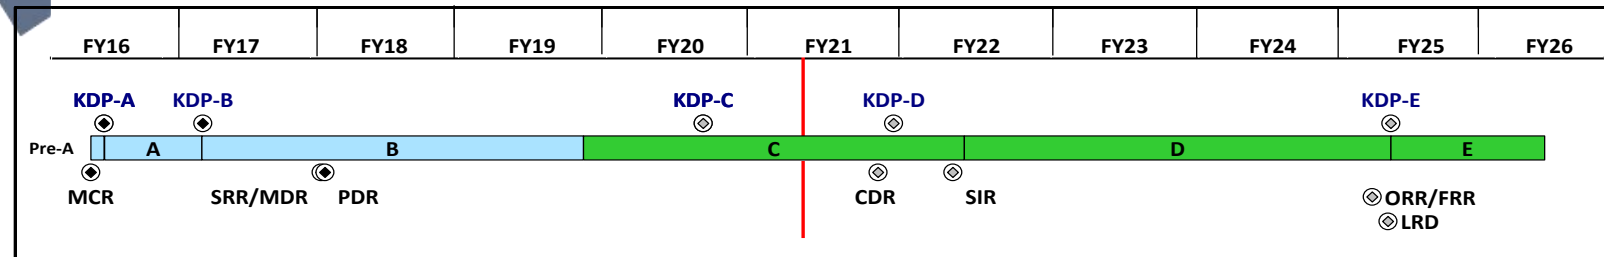 FY16 FY17 FY18 FY19 FY20 FY21 FY22 FY23 FY24 FY25 FY26
KDP-A KDP-B KDP-C KDP-D KDP-E
Pre-A A B C D E
MCR SRR/MDR PDR CDR SIR ORR/FRR
LRD